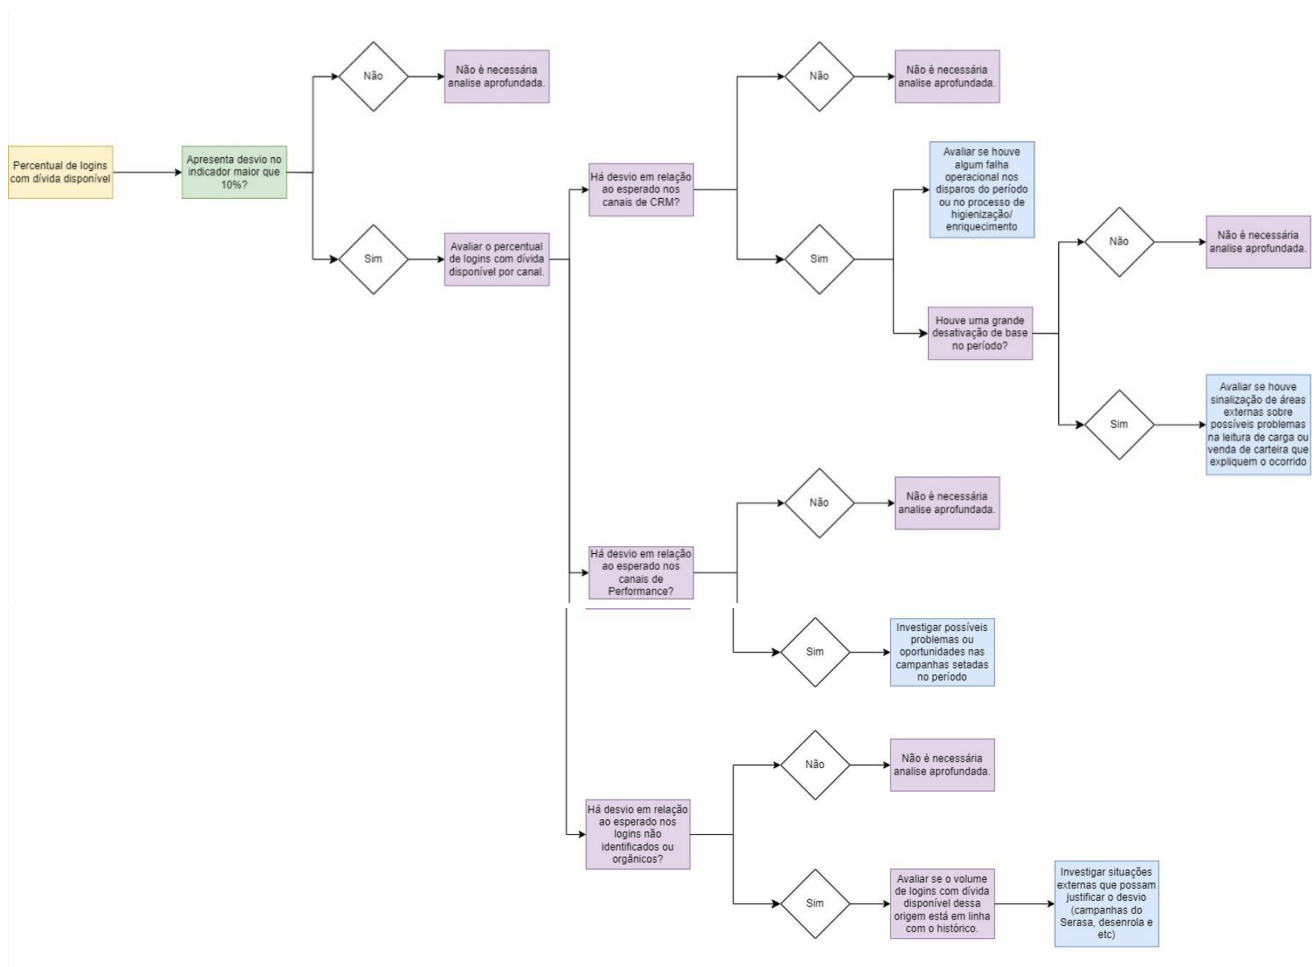 Percentual de logins
com dívida disponível
Apresenta desvio no
indicador maior que
10%?
Não
Não é necessária
analise aprofundada.
Sim
Avaliar o percentual
de logins com dívida
disponível por canal.
Há desvio em relação
ao esperado nos
canais de CRM?
Não
Não é necessária
analise aprofundada.
Sim
Avaliar se houve
algum falha
operacional nos
disparos do período
ou no processo de
higienização/
enriquecimento
Houve uma grande
desativação de base
no período?
Não
Não é necessária
analise aprofundada.
Sim
Avaliar se houve
sinalização de áreas
externas sobre
possíveis problemas
na leitura de carga ou
venda de carteira que
expliquem o ocorrido
Há desvio em relação
ao esperado nos
canais de
Performance?
Não
Não é necessária
analise aprofundada.
Sim
Investigar possíveis
problemas ou
oportunidades nas
campanhas setadas
no período
Há desvio em relação
ao esperado nos
logins não
identificados ou
orgânicos?
Não
Não é necessária
analise aprofundada.
Sim
Avaliar se o volume
de logins com dívida
disponível dessa
origem está em linha
com o histórico.
Investigar situações
externas que possam
justificar o desvio
(campanhas do
Serasa, desenrola e
etc)